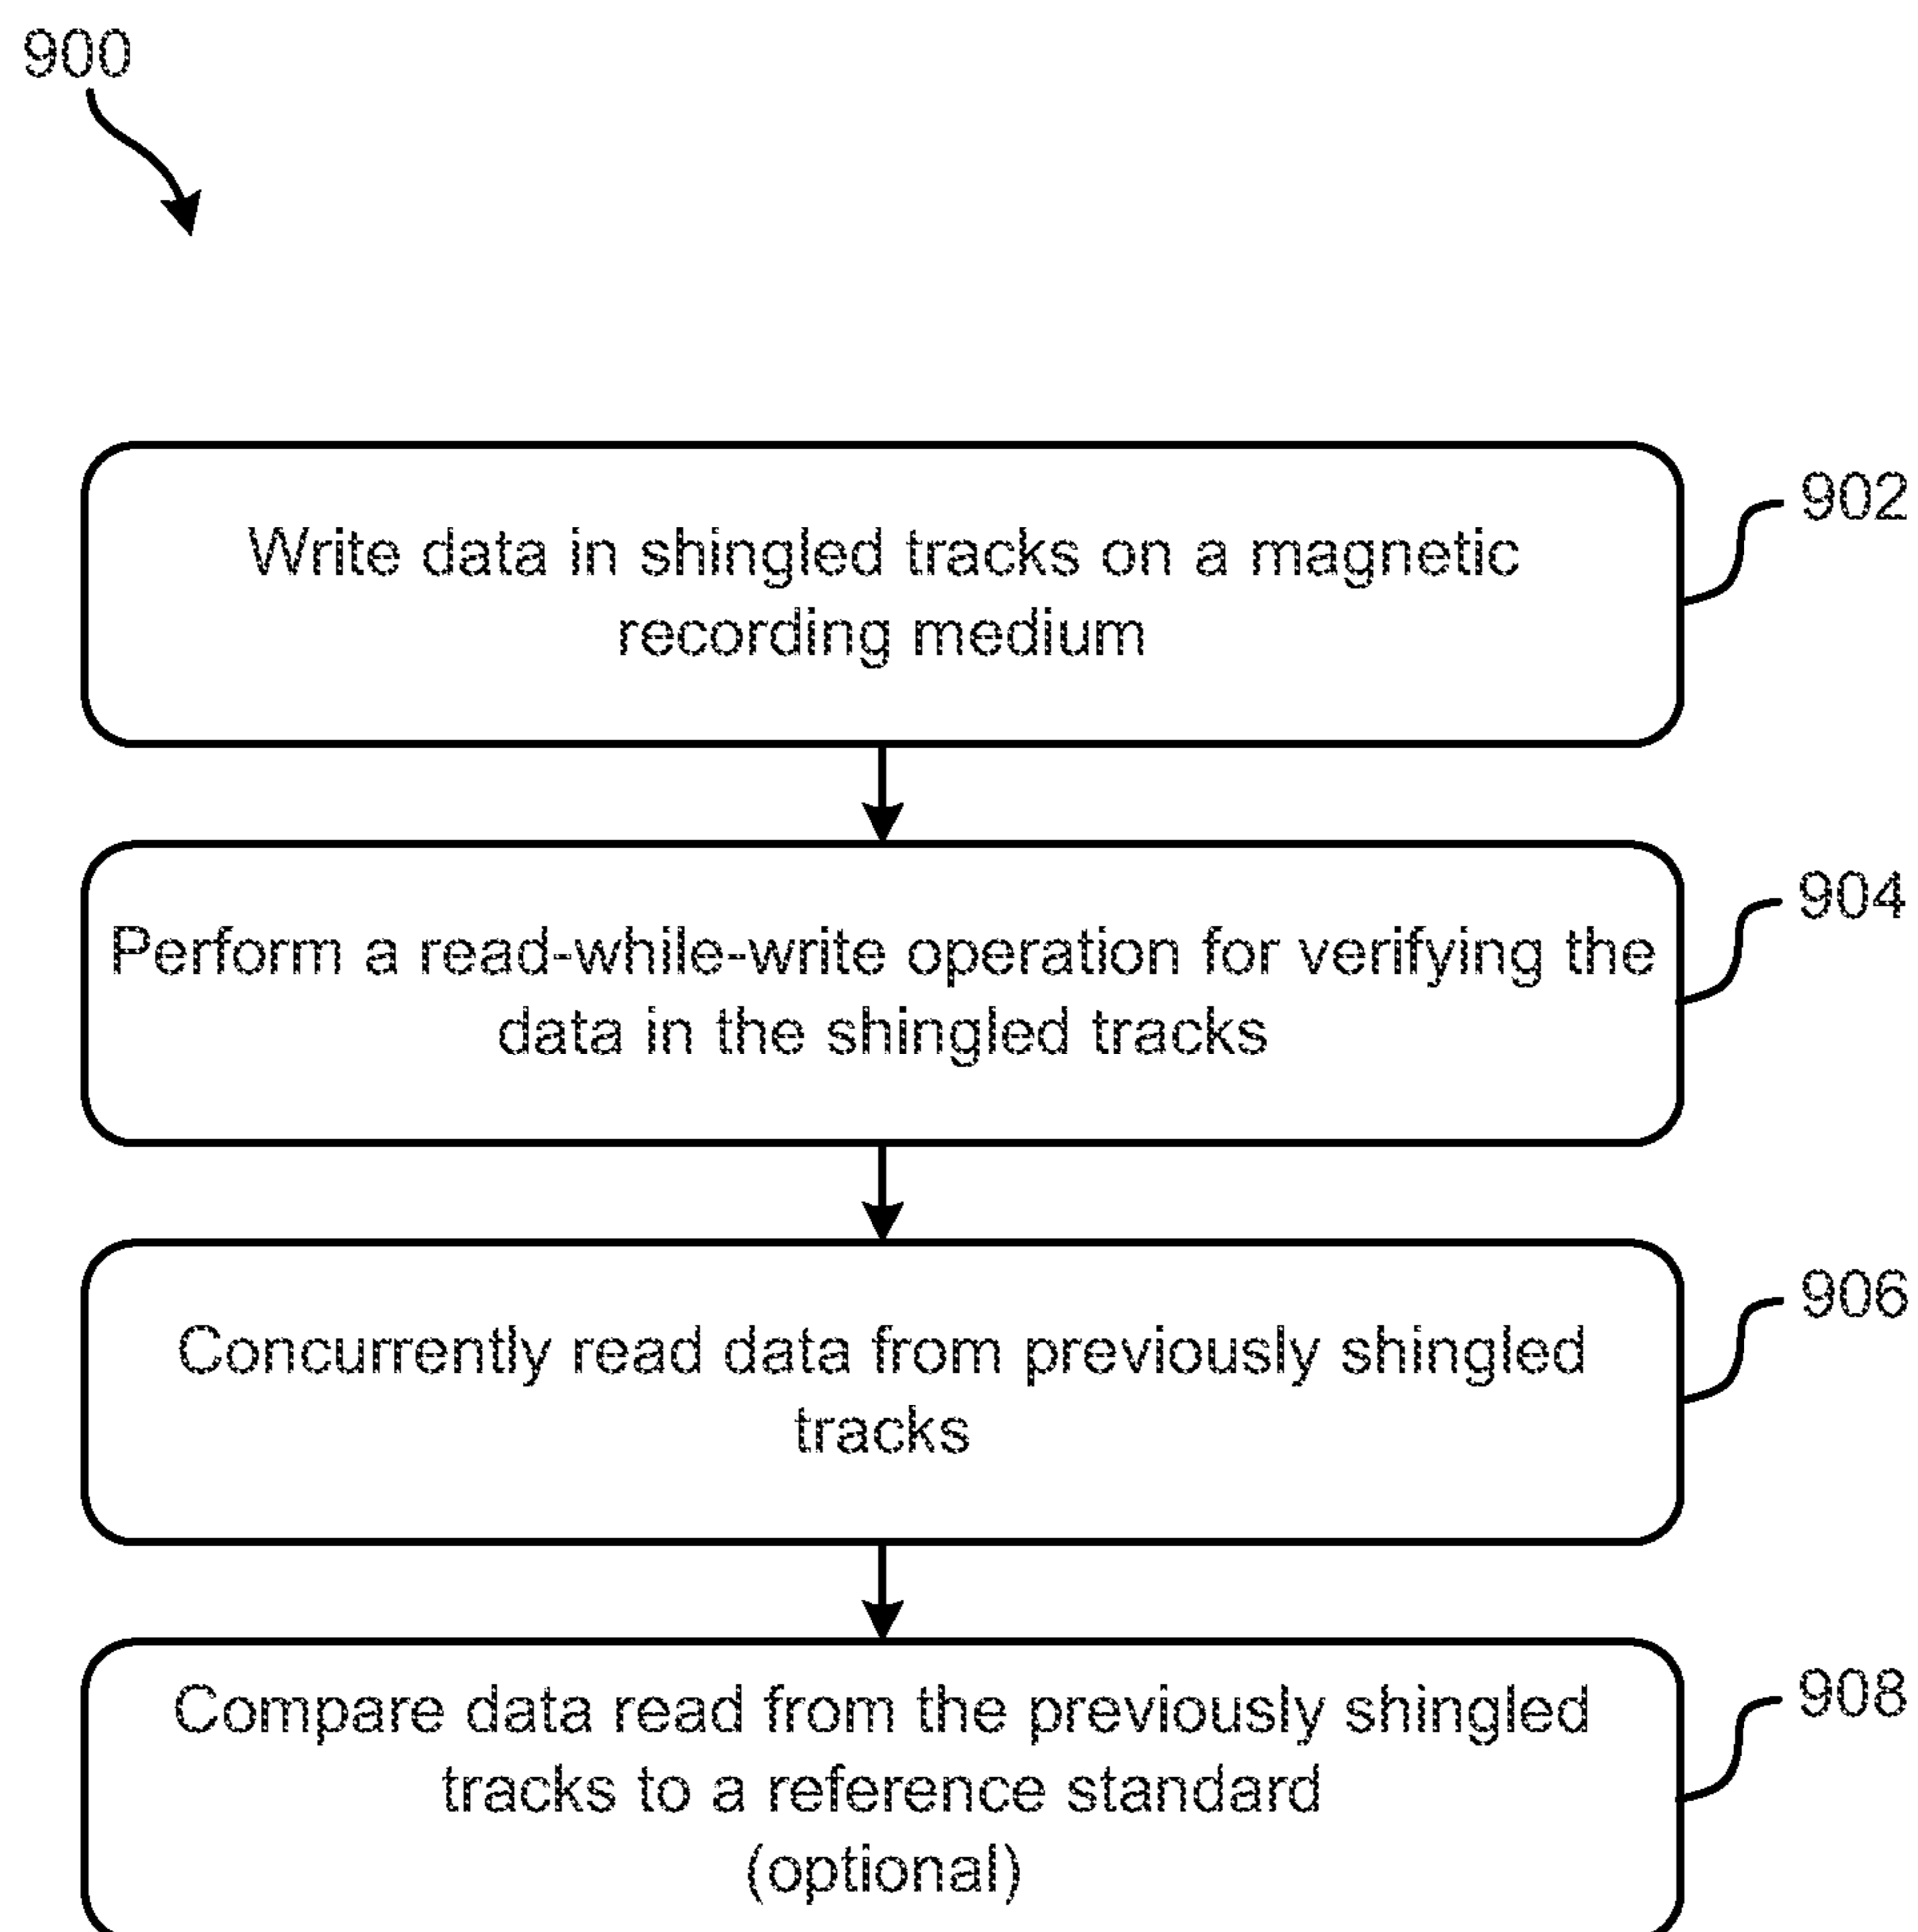 900
Write data in shingled tracks on a magnetic
recording medium
902
Perform a read-while-write operation for verifying the
data in the shingled tracks
904
Concurrently read data from previously shingled
tracks
906
Compare data read from the previously shingled
tracks to a reference standard
(optional)
908